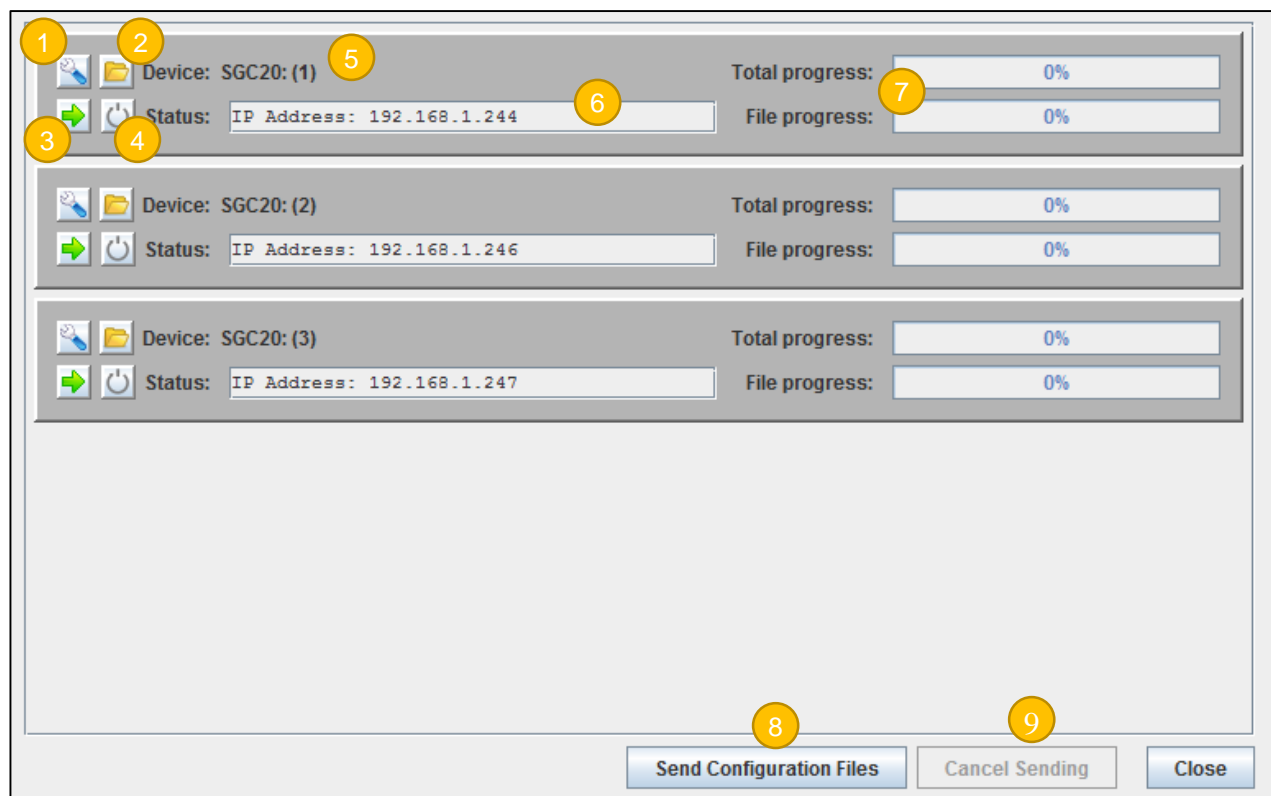 1 2 5
Device: SGC20: (1) Total progress: 0%
6 7
Status: IP Address: 192.168.1.244 File progress: 0%
3 4
Device: SGC20: (2) Total progress: 0%
Status: IP Address: 192.168.1.246 File progress: 0%
Device: SGC20: (3) Total progress: 0%
Status: IP Address: 192.168.1.247 File progress: 0%
8 9
Send Configuration Files Cancel Sending Close